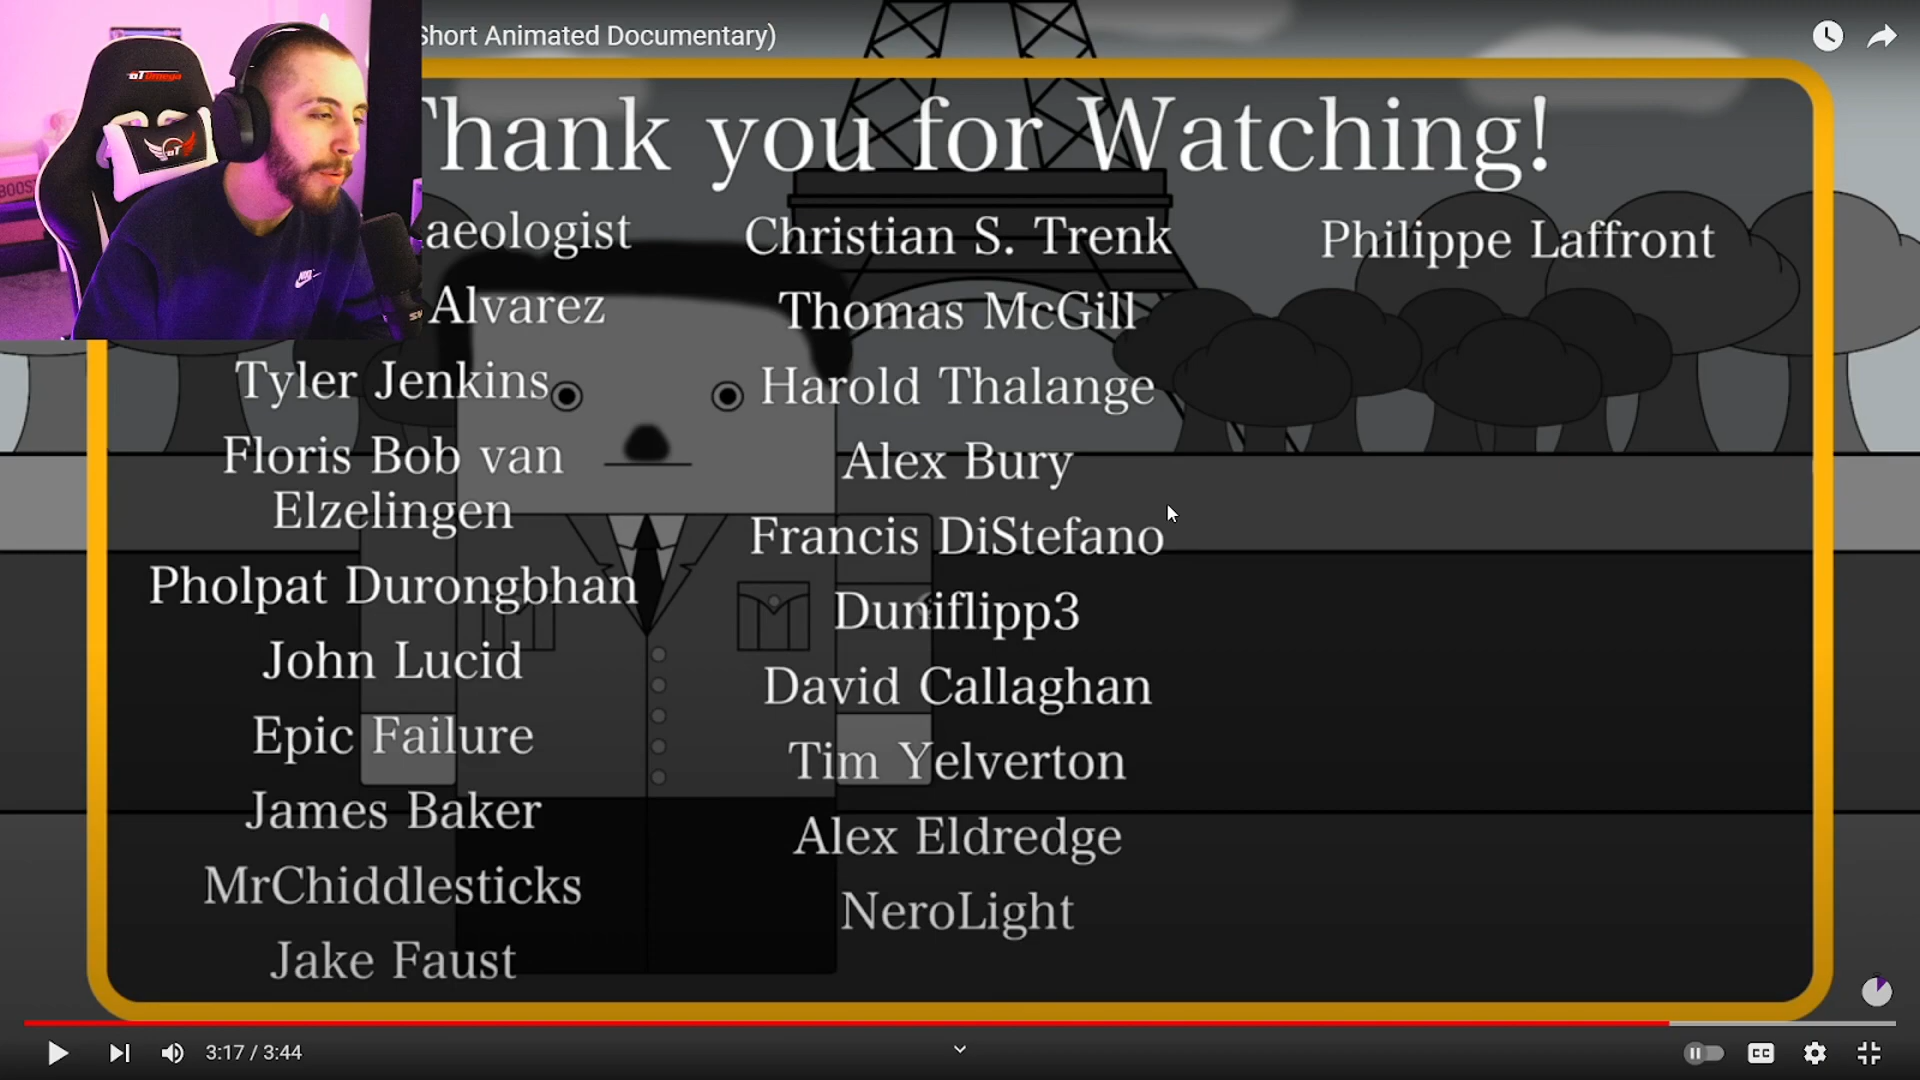 Short Animated Documentary)
Thank you for Watching!
aeologist
Alvarez
Tyler Jenkins
Floris Bob van
Elzelingen
Pholpat Durongbhan
John Lucid
Epic Failure
James Baker
MrChiddlesticks
Jake Faust
Christian S. Trenk
Thomas McGill
Harold Thalange
Alex Bury
Francis DiStefano
Duniflipp3
David Callaghan
Tim Yelverton
Alex Eldredge
NeroLight
Philippe Laffront
BOOST
3:17 / 3:44
CC